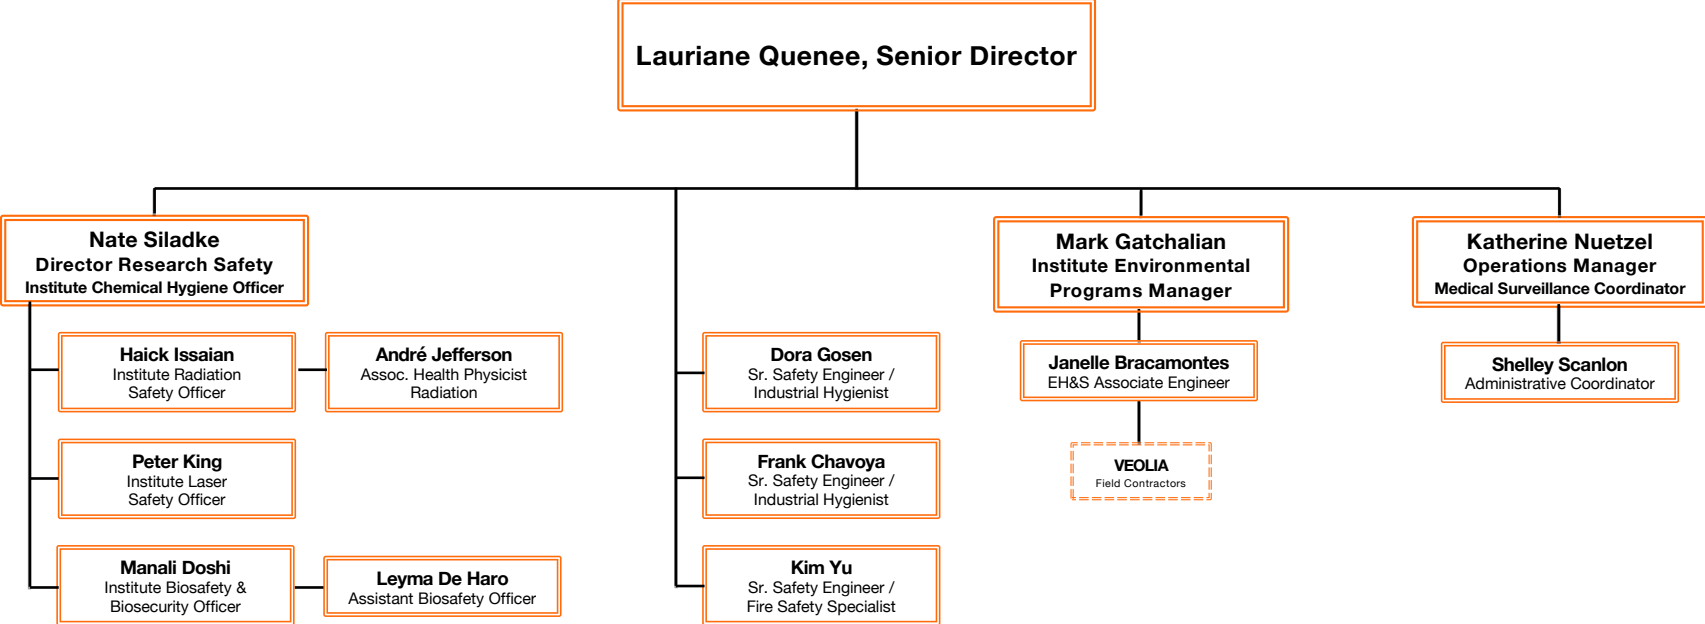 Lauriane Quenee, Senior Director
Nate Siladke
Director Research Safety
Institute Chemical Hygiene Officer
Haick Issaian
Institute Radiation
Safety Officer
André Jefferson
Assoc. Health Physicist
Radiation
Peter King
Institute Laser
Safety Officer
Manali Doshi
Institute Biosafety &
Biosecurity Officer
Leyma De Haro
Assistant Biosafety Officer
Dora Gosen
Sr. Safety Engineer /
Industrial Hygienist
Frank Chavoya
Sr. Safety Engineer /
Industrial Hygienist
Kim Yu
Sr. Safety Engineer /
Fire Safety Specialist
Mark Gatchalian
Institute Environmental
Programs Manager
Janelle Bracamontes
EH&S Associate Engineer
VEOLIA
Field Contractors
Katherine Nuetzel
Operations Manager
Medical Surveillance Coordinator
Shelley Scanlon
Administrative Coordinator